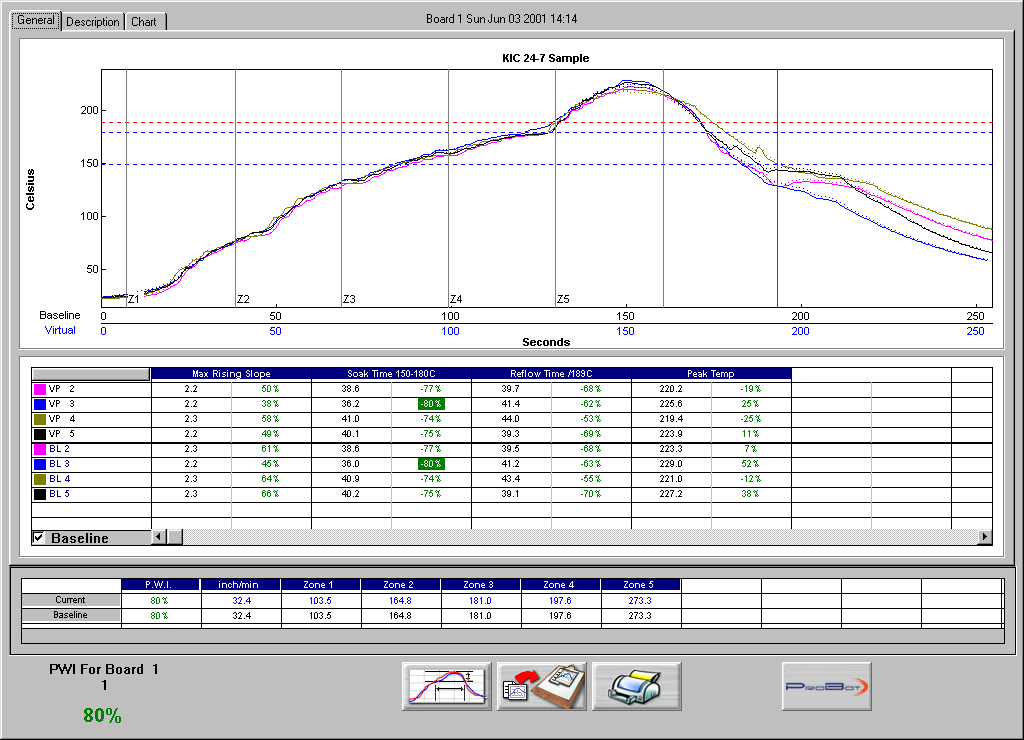 General Description Chart
Board 1 Sun Jun 03 2001 14:14
KIC 24-7 Sample
Celsius
200
150
100
50
Z1 Z2 Z3 Z4 Z5
Baseline 0 50 100 150 200 250
Virtual 0 50 100 150 200 250
Seconds
Max Rising Slope Soak Time 150-180C Reflow Time /189C Peak Temp
VP 2 2.2 50% 38.6 -77% 39.7 -68% 220.2 -19%
VP 3 2.2 38% 36.2 -80% 41.4 -62% 225.6 25%
VP 4 2.3 58% 41.0 -74% 44.0 -53% 219.4 -25%
VP 5 2.2 49% 40.1 -75% 39.3 -69% 223.9 11%
BL 2 2.3 61% 38.6 -77% 39.5 -68% 223.3 7%
BL 3 2.2 45% 36.0 -80% 41.2 -63% 229.0 52%
BL 4 2.3 64% 40.9 -74% 43.4 -55% 221.0 -12%
BL 5 2.3 66% 40.2 -75% 39.1 -70% 227.2 38%
Baseline
P.W.I. inch/min Zone 1 Zone 2 Zone 3 Zone 4 Zone 5
Current 80% 32.4 103.5 164.8 181.0 197.6 273.3
Baseline 80% 32.4 103.5 164.8 181.0 197.6 273.3
PWI For Board 1
1
80%
PROBOT